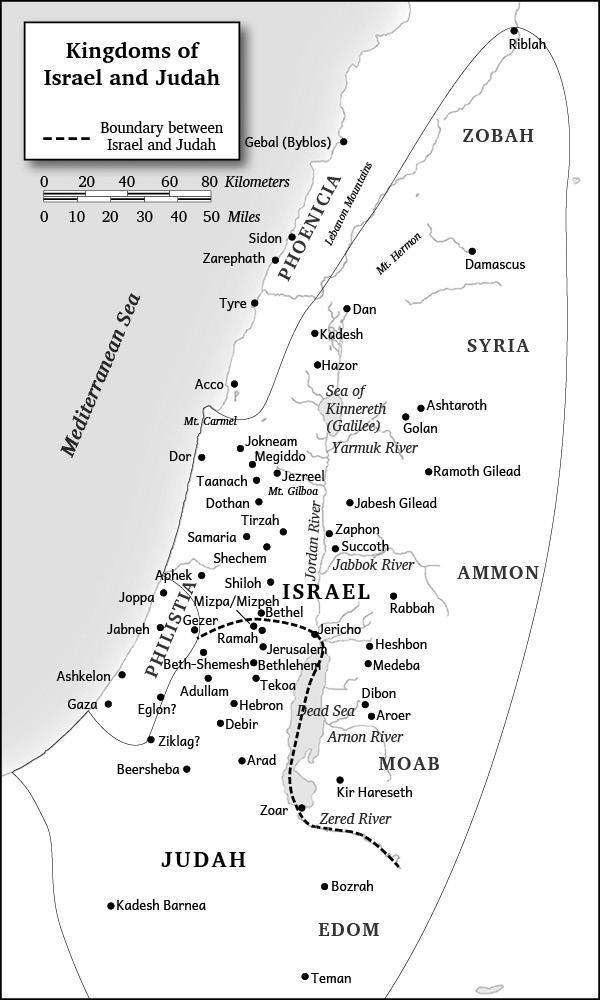 Kingdoms of
Israel and Judah
Boundary between
Israel and Judah
0 20 40 60 80 Kilometers
0 10 20 30 40 50 Miles
Riblah
ZOBAH
Gebal (Byblos)
PHOENICIA
Lebanon Mountains
Sidon
Zarephath
Mt. Hermon
Damascus
Tyre
Dan
Kadesh
SYRIA
Hazor
Mediterranean Sea
Acco
Sea of
Kinnereth
(Galilee)
Ashtaroth
Golan
Mt. Carmel
Yarmuk River
Jokneam
Dor
Megiddo
Ramoth Gilead
Taanach
Jezreel
Mt. Gilboa
Dothan
Jabesh Gilead
Tirzah
Jordan River
Zaphon
Samaria
Succoth
Shechem
Jabbok River
Aphek
AMMON
Shiloh
ISRAEL
Joppa
Mizpa/Mizpeh
Rabbah
PHILISTIA
Bethel
Gezer
Jabneh
Ramah
Jericho
Jerusalem
Heshbon
Beth-Shemesh
Bethlehem
Medeba
Ashkelon
Adullam
Tekoa
Dibon
Gaza
Eglon?
Hebron
Dead Sea
Aroer
Debir
Arnon River
Ziklag?
Arad
MOAB
Beersheba
Kir Hareseth
Zoar
Zered River
JUDAH
Bozrah
Kadesh Barnea
EDOM
Teman